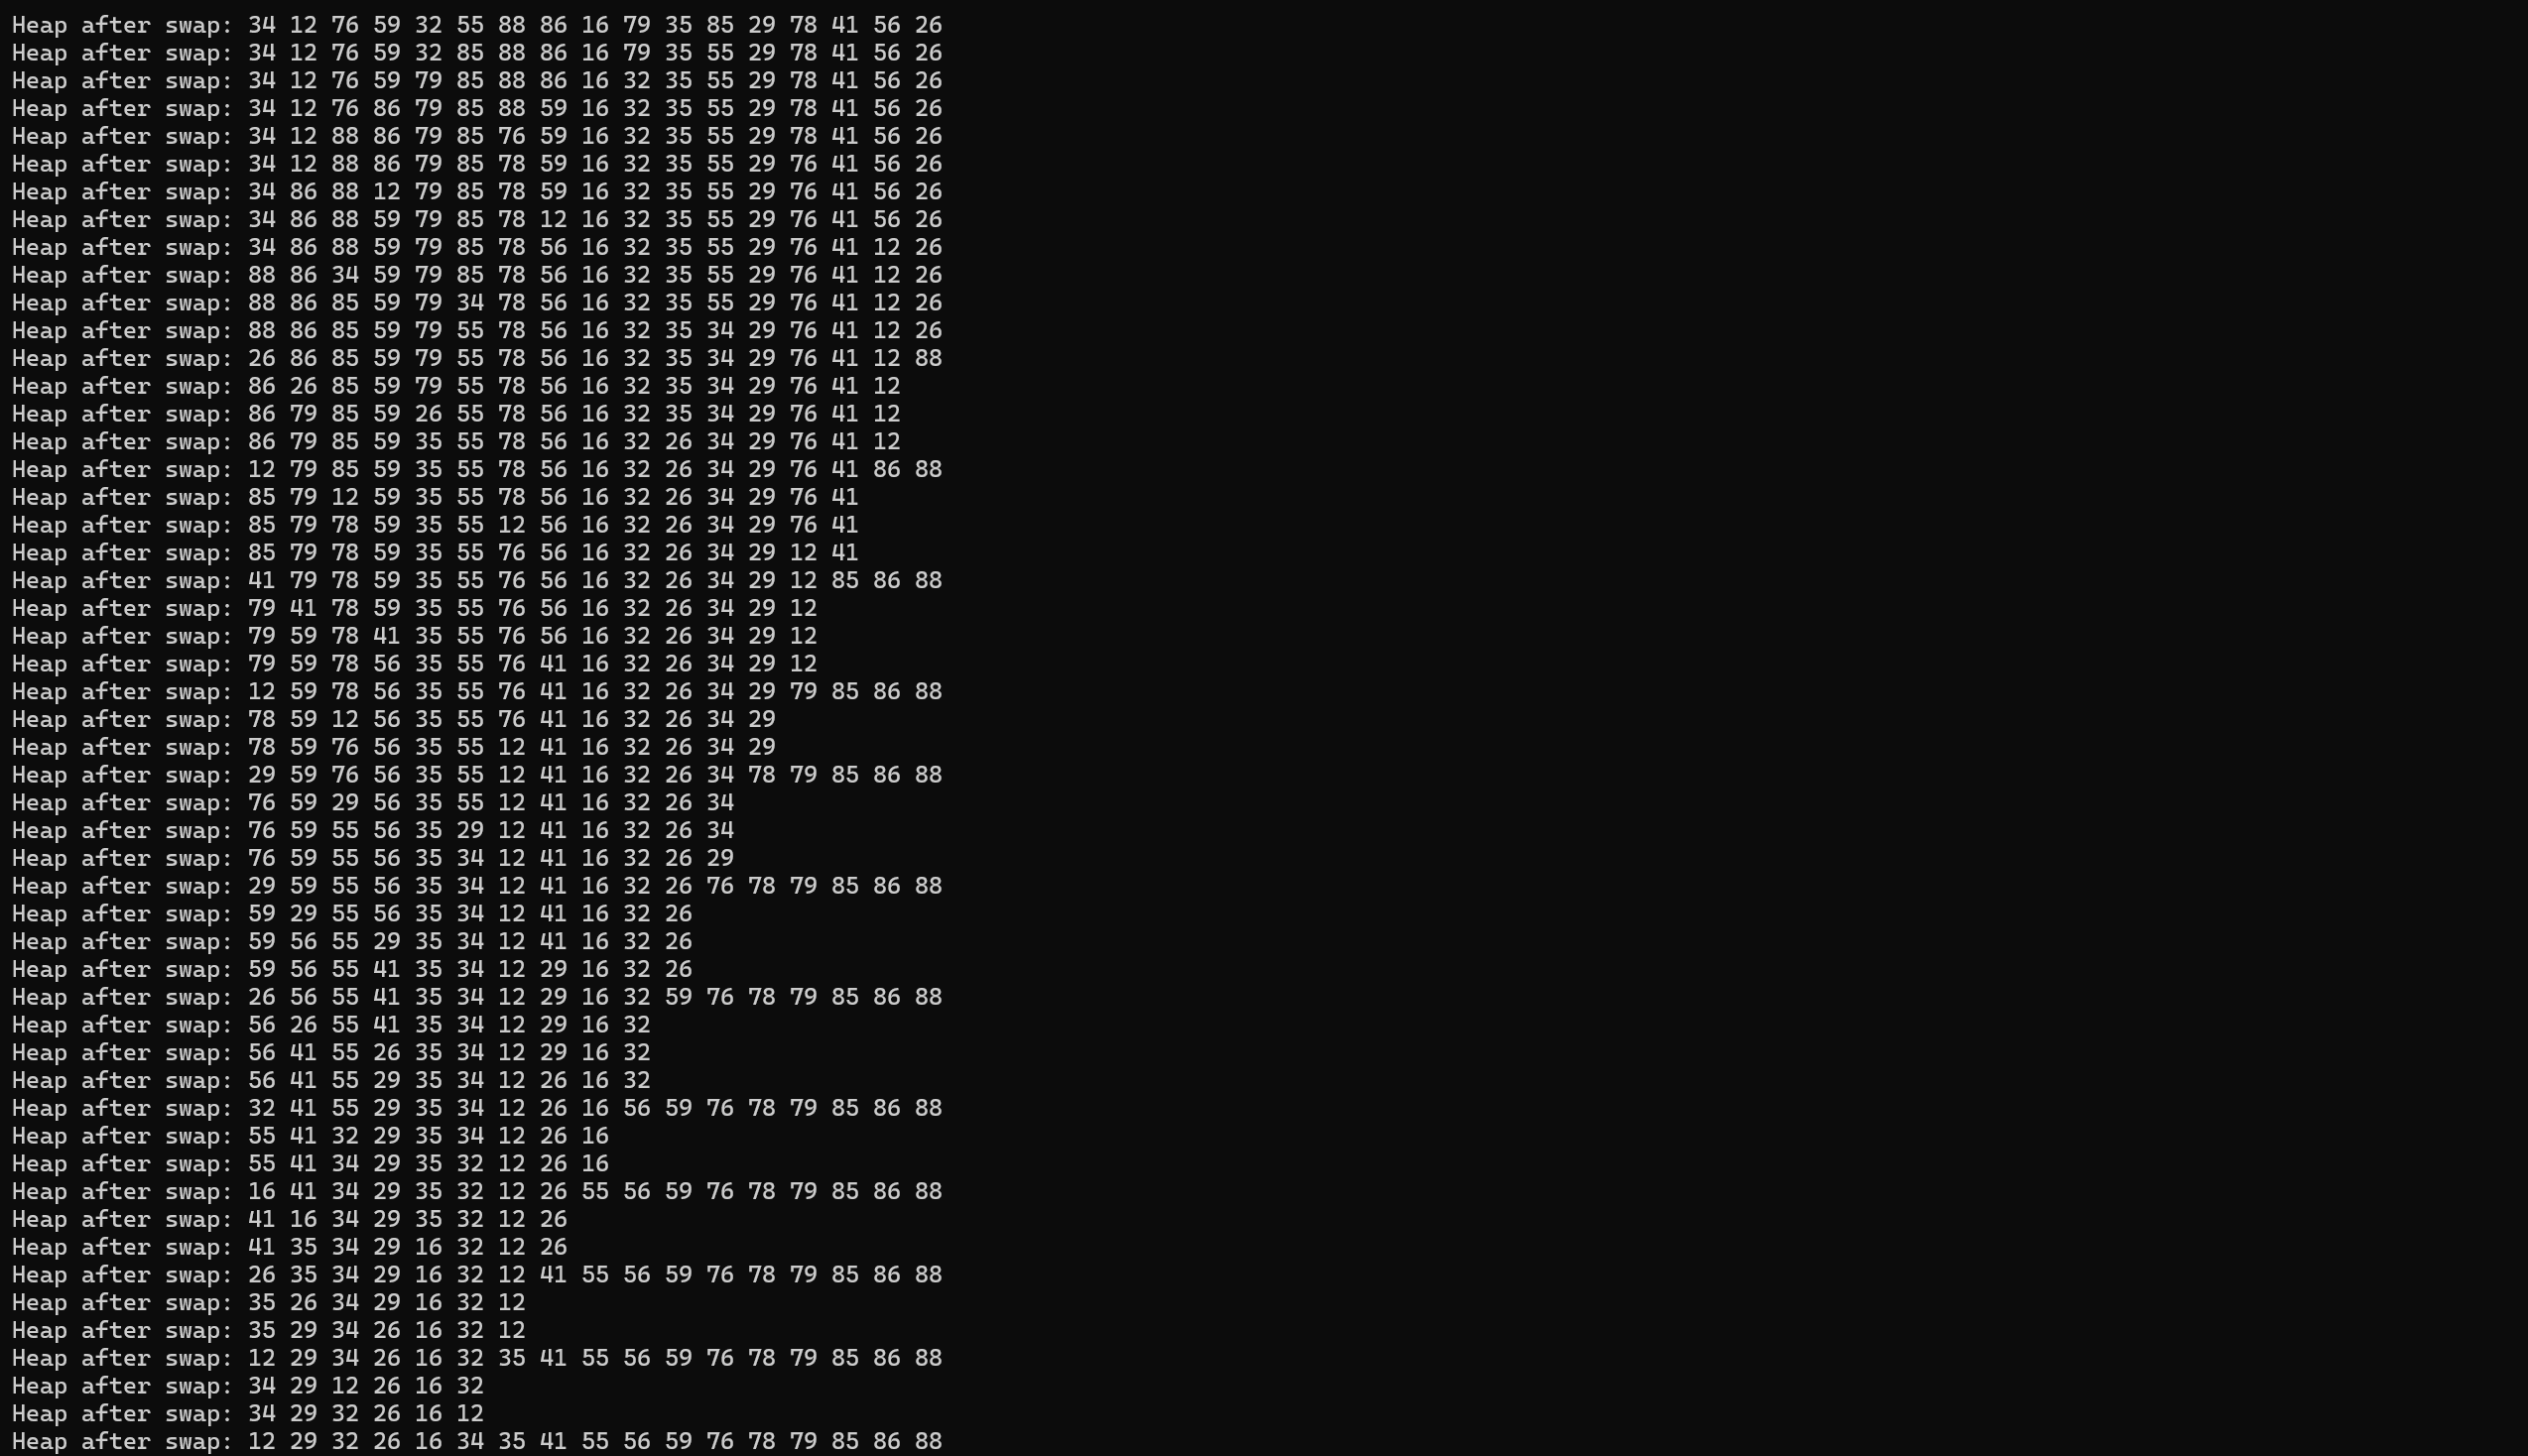 Heap after swap: 34 12 76 59 32 55 88 86 16 79 35 85 29 78 41 56 26
Heap after swap: 34 12 76 59 32 85 88 86 16 79 35 55 29 78 41 56 26
Heap after swap: 34 12 76 59 79 85 88 86 16 32 35 55 29 78 41 56 26
Heap after swap: 34 12 76 86 79 85 88 59 16 32 35 55 29 78 41 56 26
Heap after swap: 34 12 88 86 79 85 76 59 16 32 35 55 29 78 41 56 26
Heap after swap: 34 12 88 86 79 85 78 59 16 32 35 55 29 76 41 56 26
Heap after swap: 34 86 88 12 79 85 78 59 16 32 35 55 29 76 41 56 26
Heap after swap: 34 86 88 59 79 85 78 12 16 32 35 55 29 76 41 56 26
Heap after swap: 34 86 88 59 79 85 78 56 16 32 35 55 29 76 41 12 26
Heap after swap: 88 86 34 59 79 85 78 56 16 32 35 55 29 76 41 12 26
Heap after swap: 88 86 85 59 79 34 78 56 16 32 35 55 29 76 41 12 26
Heap after swap: 88 86 85 59 79 55 78 56 16 32 35 34 29 76 41 12 26
Heap after swap: 26 86 85 59 79 55 78 56 16 32 35 34 29 76 41 12 88
Heap after swap: 86 26 85 59 79 55 78 56 16 32 35 34 29 76 41 12
Heap after swap: 86 79 85 59 26 55 78 56 16 32 35 34 29 76 41 12
Heap after swap: 86 79 85 59 35 55 78 56 16 32 26 34 29 76 41 12
Heap after swap: 12 79 85 59 35 55 78 56 16 32 26 34 29 76 41 86 88
Heap after swap: 85 79 12 59 35 55 78 56 16 32 26 34 29 76 41
Heap after swap: 85 79 78 59 35 55 12 56 16 32 26 34 29 76 41
Heap after swap: 85 79 78 59 35 55 76 56 16 32 26 34 29 12 41
Heap after swap: 41 79 78 59 35 55 76 56 16 32 26 34 29 12 85 86 88
Heap after swap: 79 41 78 59 35 55 76 56 16 32 26 34 29 12
Heap after swap: 79 59 78 41 35 55 76 56 16 32 26 34 29 12
Heap after swap: 79 59 78 56 35 55 76 41 16 32 26 34 29 12
Heap after swap: 12 59 78 56 35 55 76 41 16 32 26 34 29 79 85 86 88
Heap after swap: 78 59 12 56 35 55 76 41 16 32 26 34 29
Heap after swap: 78 59 76 56 35 55 12 41 16 32 26 34 29
Heap after swap: 29 59 76 56 35 55 12 41 16 32 26 34 78 79 85 86 88
Heap after swap: 76 59 29 56 35 55 12 41 16 32 26 34
Heap after swap: 76 59 55 56 35 29 12 41 16 32 26 34
Heap after swap: 76 59 55 56 35 34 12 41 16 32 26 29
Heap after swap: 29 59 55 56 35 34 12 41 16 32 26 76 78 79 85 86 88
Heap after swap: 59 29 55 56 35 34 12 41 16 32 26
Heap after swap: 59 56 55 29 35 34 12 41 16 32 26
Heap after swap: 59 56 55 41 35 34 12 29 16 32 26
Heap after swap: 26 56 55 41 35 34 12 29 16 32 59 76 78 79 85 86 88
Heap after swap: 56 26 55 41 35 34 12 29 16 32
Heap after swap: 56 41 55 26 35 34 12 29 16 32
Heap after swap: 56 41 55 29 35 34 12 26 16 32
Heap after swap: 32 41 55 29 35 34 12 26 16 56 59 76 78 79 85 86 88
Heap after swap: 55 41 32 29 35 34 12 26 16
Heap after swap: 55 41 34 29 35 32 12 26 16
Heap after swap: 16 41 34 29 35 32 12 26 55 56 59 76 78 79 85 86 88
Heap after swap: 41 16 34 29 35 32 12 26
Heap after swap: 41 35 34 29 16 32 12 26
Heap after swap: 26 35 34 29 16 32 12 41 55 56 59 76 78 79 85 86 88
Heap after swap: 35 26 34 29 16 32 12
Heap after swap: 35 29 34 26 16 32 12
Heap after swap: 12 29 34 26 16 32 35 41 55 56 59 76 78 79 85 86 88
Heap after swap: 34 29 12 26 16 32
Heap after swap: 34 29 32 26 16 12
Heap after swap: 12 29 32 26 16 34 35 41 55 56 59 76 78 79 85 86 88